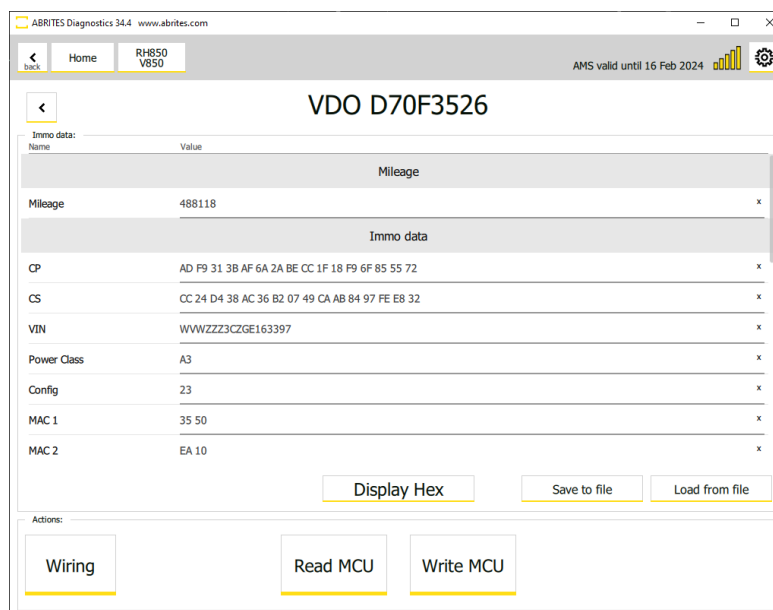 ABRITES Diagnostics 34.4 www.abrites.com
back
Home
RH850
V850
AMS valid until 16 Feb 2024
VDO D70F3526
Immo data:
Name Value
Mileage
Mileage 488118 x
Immo data
CP AD F9 31 3B AF 6A 2A BE CC 1F 18 F9 6F 85 55 72 x
CS CC 24 D4 38 AC 36 B2 07 49 CA AB 84 97 FE E8 32 x
VIN WVWZZZ3CZGE163397 x
Power Class A3 x
Config 23 x
MAC 1 35 50 x
MAC 2 EA 10 x
Display Hex Save to file Load from file
Actions:
Wiring Read MCU Write MCU